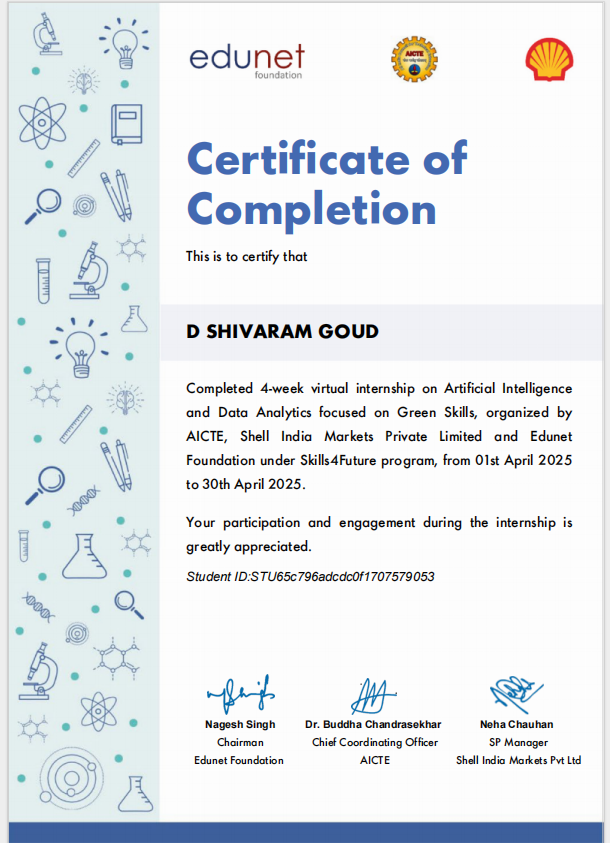 edunet
foundation
AICTE
Certificate of
Completion
This is to certify that
D SHIVARAM GOUD
Completed 4-week virtual internship on Artificial Intelligence
and Data Analytics focused on Green Skills, organized by
AICTE, Shell India Markets Private Limited and Edunet
Foundation under Skills4Future program, from 01st April 2025
to 30th April 2025.
Your participation and engagement during the internship is
greatly appreciated.
Student ID:STU65c796adcdc0f1707579053
Nagesh Singh
Chairman
Edunet Foundation
Dr. Buddha Chandrasekhar
Chief Coordinating Officer
AICTE
Neha Chauhan
SP Manager
Shell India Markets Pvt Ltd